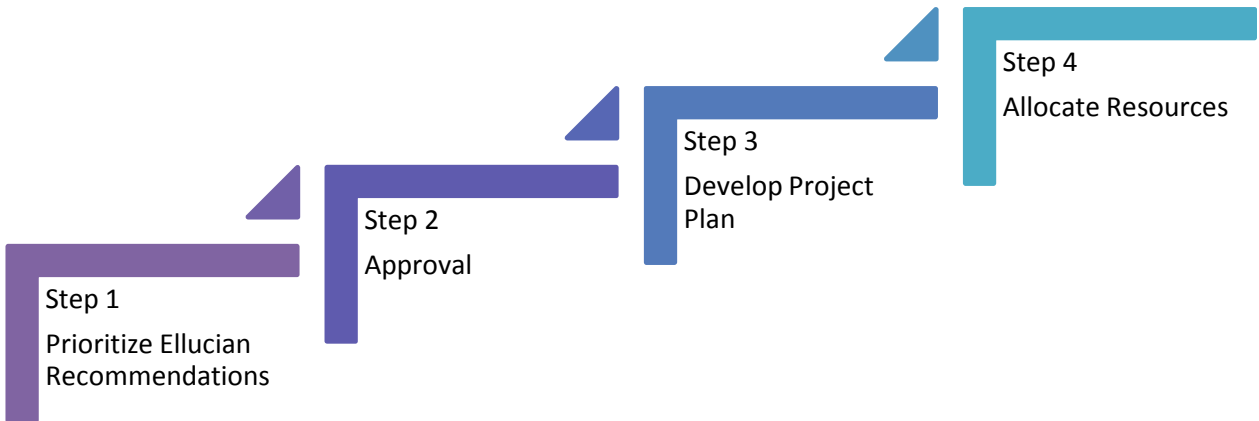 Step 1
Prioritize Ellucian
Recommendations
Step 2
Approval
Step 3
Develop Project
Plan
Step 4
Allocate Resources